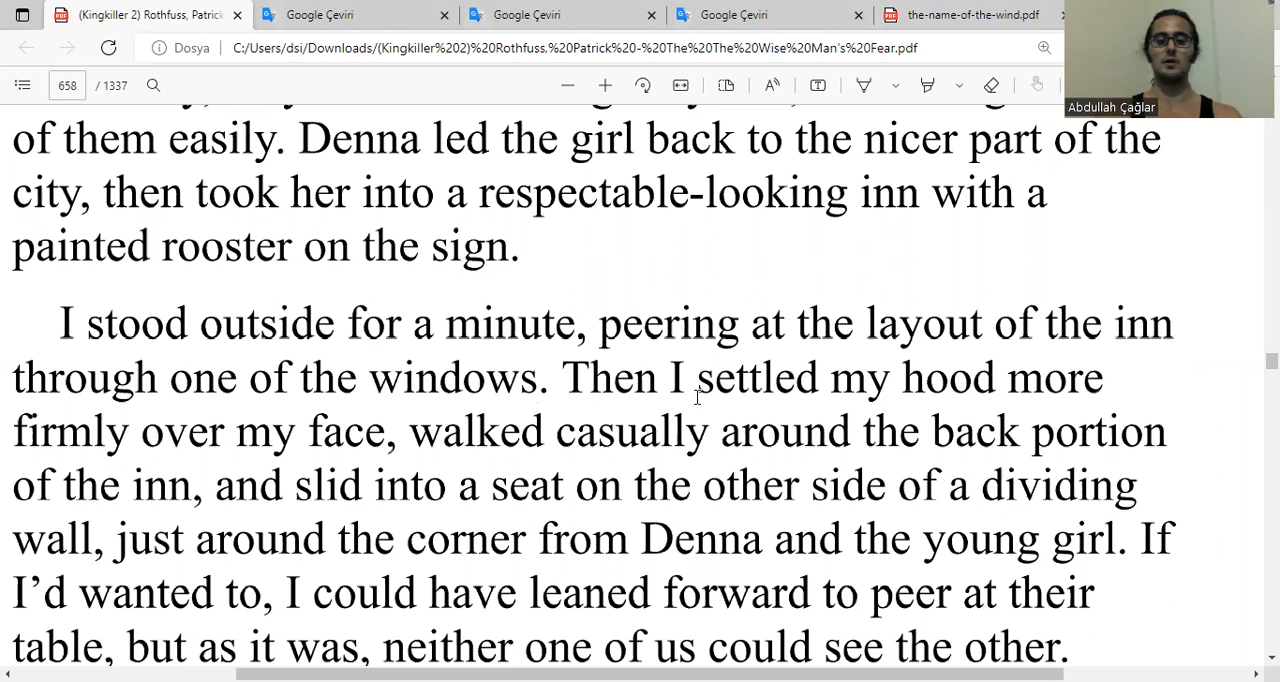 (Kingkiller 2) Rothfuss, Patrick
Google Çeviri
Google Çeviri
Google Çeviri
the-name-of-the-wind.pdf
Dosya
C:/Users/dsi/Downloads/(Kingkiller%202)%20Rothfuss,%20Patrick%20-%20The%20The%20Wise%20Man's%20Fear.pdf
658 / 1337
Abdullah Çağlar
of them easily. Denna led the girl back to the nicer part of the
city, then took her into a respectable-looking inn with a
painted rooster on the sign.
I stood outside for a minute, peering at the layout of the inn
through one of the windows. Then I settled my hood more
firmly over my face, walked casually around the back portion
of the inn, and slid into a seat on the other side of a dividing
wall, just around the corner from Denna and the young girl. If
I’d wanted to, I could have leaned forward to peer at their
table, but as it was, neither one of us could see the other.